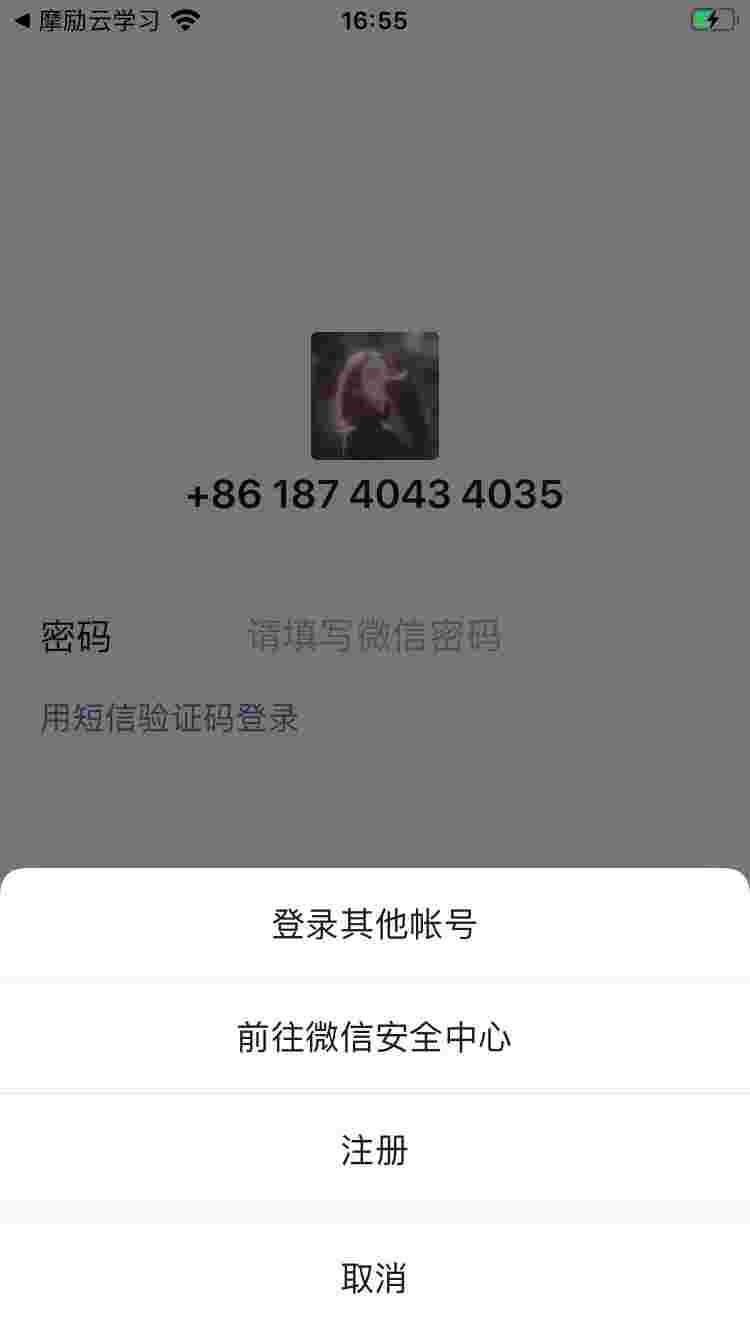 摩励云学习 16:55
+86 187 4043 4035
密码 请填写微信密码
用短信验证码登录
登录其他帐号
前往微信安全中心
注册
取消